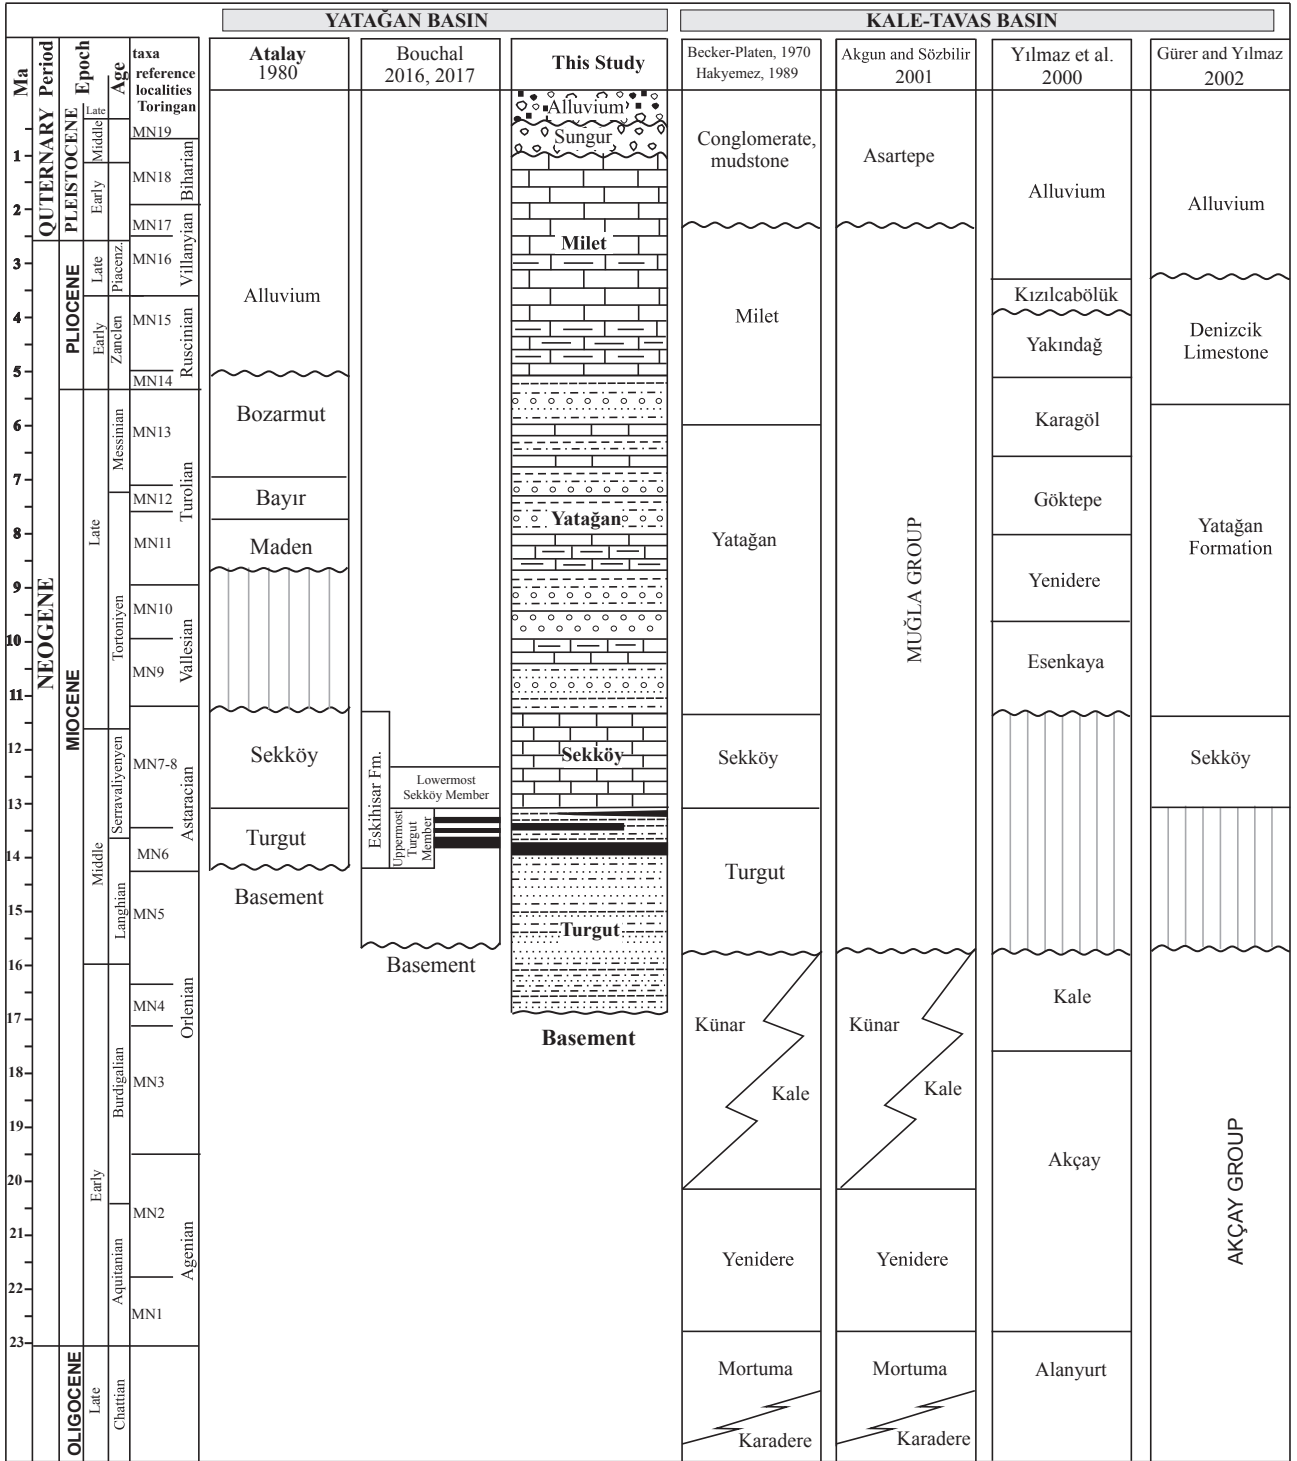 YATAĞAN BASIN
KALE-TAVAS BASIN
Ma
Period
Epoch
Age
taxa
reference
localities
Toringan
Atalay
1980
Bouchal
2016, 2017
This Study
Becker-Platen, 1970
Hakyemez, 1989
Akgun and Sözbilir
2001
Yılmaz et al.
2000
Gürer and Yılmaz
2002
1
2
3
4
5
6
7
8
9
10
11
12
13
14
15
16
17
18
19
20
21
22
23
QUTERNARY
NEOGENE
PLEISTOCENE
PLIOCENE
MIOCENE
OLIGOCENE
Late
Middle
Early
Late
Early
Late
Middle
Early
Late
Piacenz.
Zanclen
Messinian
Tortoniyen
Serravaliyenyen
Langhian
Burdigalian
Aquitanian
Chattian
MN19
MN18
MN17
MN16
MN15
MN14
MN13
MN12
MN11
MN10
MN9
MN7-8
MN6
MN5
MN4
MN3
MN2
MN1
Biharian
Villanyian
Ruscinian
Turolian
Vallesian
Astaracian
Orlenian
Agenian
Alluvium
Bozarmut
Bayır
Maden
Sekköy
Turgut
Basement
Eskihisar Fm.
Lowermost
Sekköy Member
Uppermost
Turgut
Member
Basement
Alluvium
Sungur
Milet
Yatağan
Sekköy
Turgut
Basement
Conglomerate,
mudstone
Milet
Yatağan
Sekköy
Turgut
Künar
Kale
Yenidere
Mortuma
Karadere
Asartepe
MUĞLA GROUP
Künar
Kale
Yenidere
Mortuma
Karadere
Alluvium
Kızılcabölük
Yakındağ
Karagöl
Göktepe
Yenidere
Esenkaya
Kale
Akçay
Alanyurt
Alluvium
Denizcik
Limestone
Yatağan
Formation
Sekköy
AKÇAY GROUP